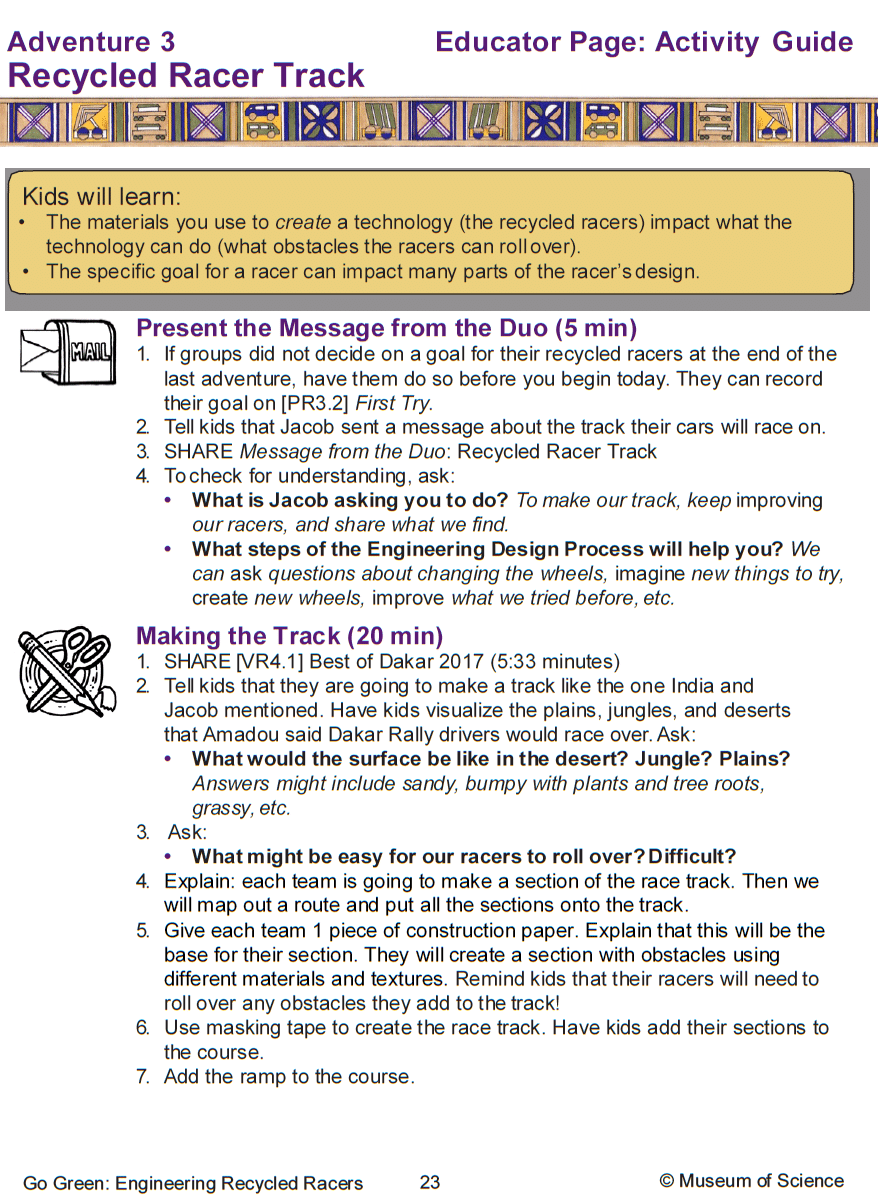 Adventure 3
Educator Page: Activity Guide
Recycled Racer Track
Kids will learn:
• The materials you use to create a technology (the recycled racers) impact what the
technology can do (what obstacles the racers can roll over).
• The specific goal for a racer can impact many parts of the racer's design.
MAIL
Present the Message from the Duo (5 min)
1. If groups did not decide on a goal for their recycled racers at the end of the
last adventure, have them do so before you begin today. They can record
their goal on [PR3.2] First Try.
2. Tell kids that Jacob sent a message about the track their cars will race on.
3. SHARE Message from the Duo: Recycled Racer Track
4. To check for understanding, ask:
• What is Jacob asking you to do? To make our track, keep improving
our racers, and share what we find.
• What steps of the Engineering Design Process will help you? We
can ask questions about changing the wheels, imagine new things to try,
create new wheels, improve what we tried before, etc.
Making the Track (20 min)
1. SHARE [VR4.1] Best of Dakar 2017 (5:33 minutes)
2. Tell kids that they are going to make a track like the one India and
Jacob mentioned. Have kids visualize the plains, jungles, and deserts
that Amadou said Dakar Rally drivers would race over. Ask:
• What would the surface be like in the desert? Jungle? Plains?
Answers might include sandy, bumpy with plants and tree roots,
grassy, etc.
3. Ask:
• What might be easy for our racers to roll over? Difficult?
4. Explain: each team is going to make a section of the race track. Then we
will map out a route and put all the sections onto the track.
5. Give each team 1 piece of construction paper. Explain that this will be the
base for their section. They will create a section with obstacles using
different materials and textures. Remind kids that their racers will need to
roll over any obstacles they add to the track!
6. Use masking tape to create the race track. Have kids add their sections to
the course.
7. Add the ramp to the course.
Go Green: Engineering Recycled Racers
23
© Museum of Science